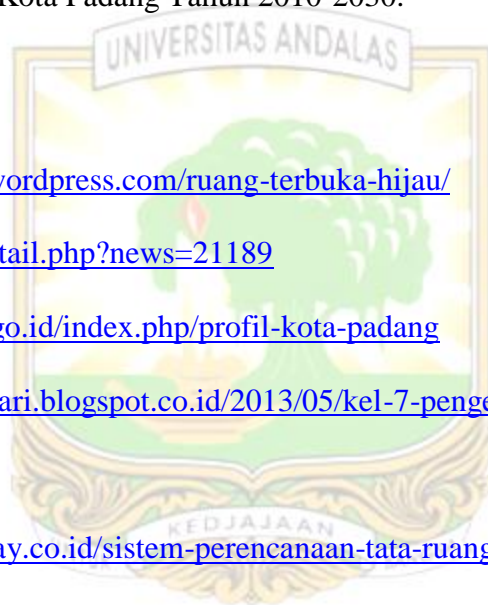 Kota Padang Tahun 2010-2030.
UNIVERSITAS ANDALAS
wordpress.com/ruang-terbuka-hijau/
tail.php?news=21189
go.id/index.php/profil-kota-padang
ari.blogspot.co.id/2013/05/kel-7-penge
KEDJAJAAN
ay.co.id/sistem-perencanaan-tata-ruang